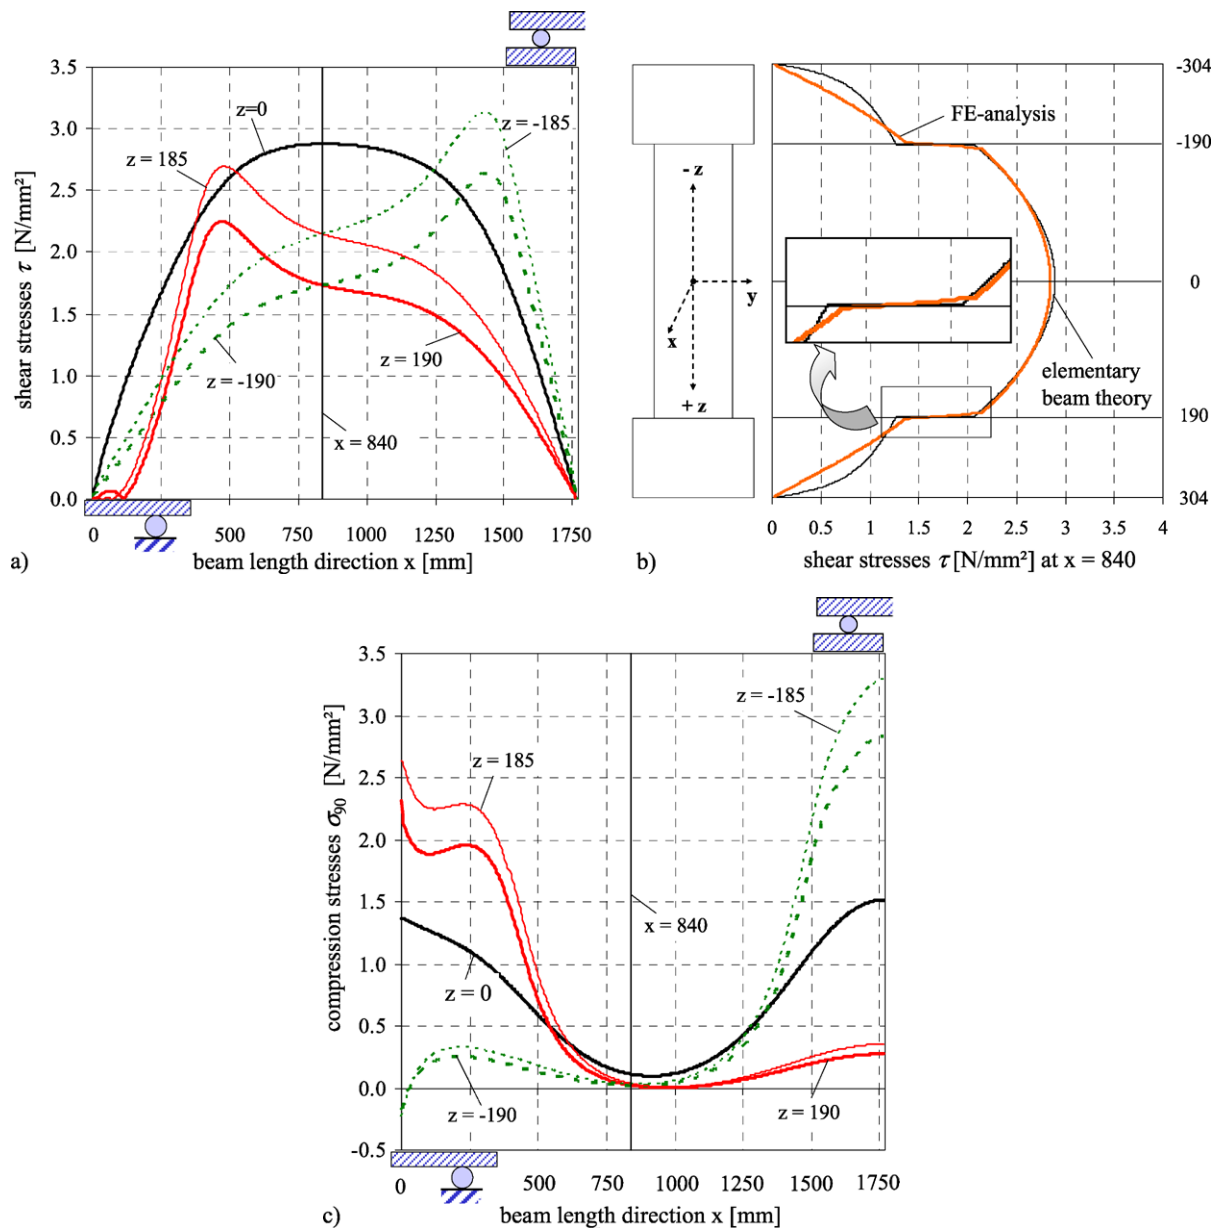 3.5
3.0
2.5
2.0
1.5
1.0
0.5
0.0
shear stresses τ [N/mm²]
z=0
z = 185
z = -185
z = -190
z = 190
x = 840
0
500
750
1000
1250
1500
1750
beam length direction x [mm]
a)
- z
y
x
+ z
FE-analysis
elementary
beam theory
-304
-190
0
190
304
0
0.5
1
1.5
2
2.5
3
3.5
4
shear stresses τ [N/mm²] at x = 840
b)
3.5
3.0
2.5
2.0
1.5
1.0
0.5
0.0
-0.5
compression stresses σ90 [N/mm²]
z = 185
z = -185
x = 840
z = 0
z = -190
z = 190
0
500
750
1000
1250
1500
1750
beam length direction x [mm]
c)